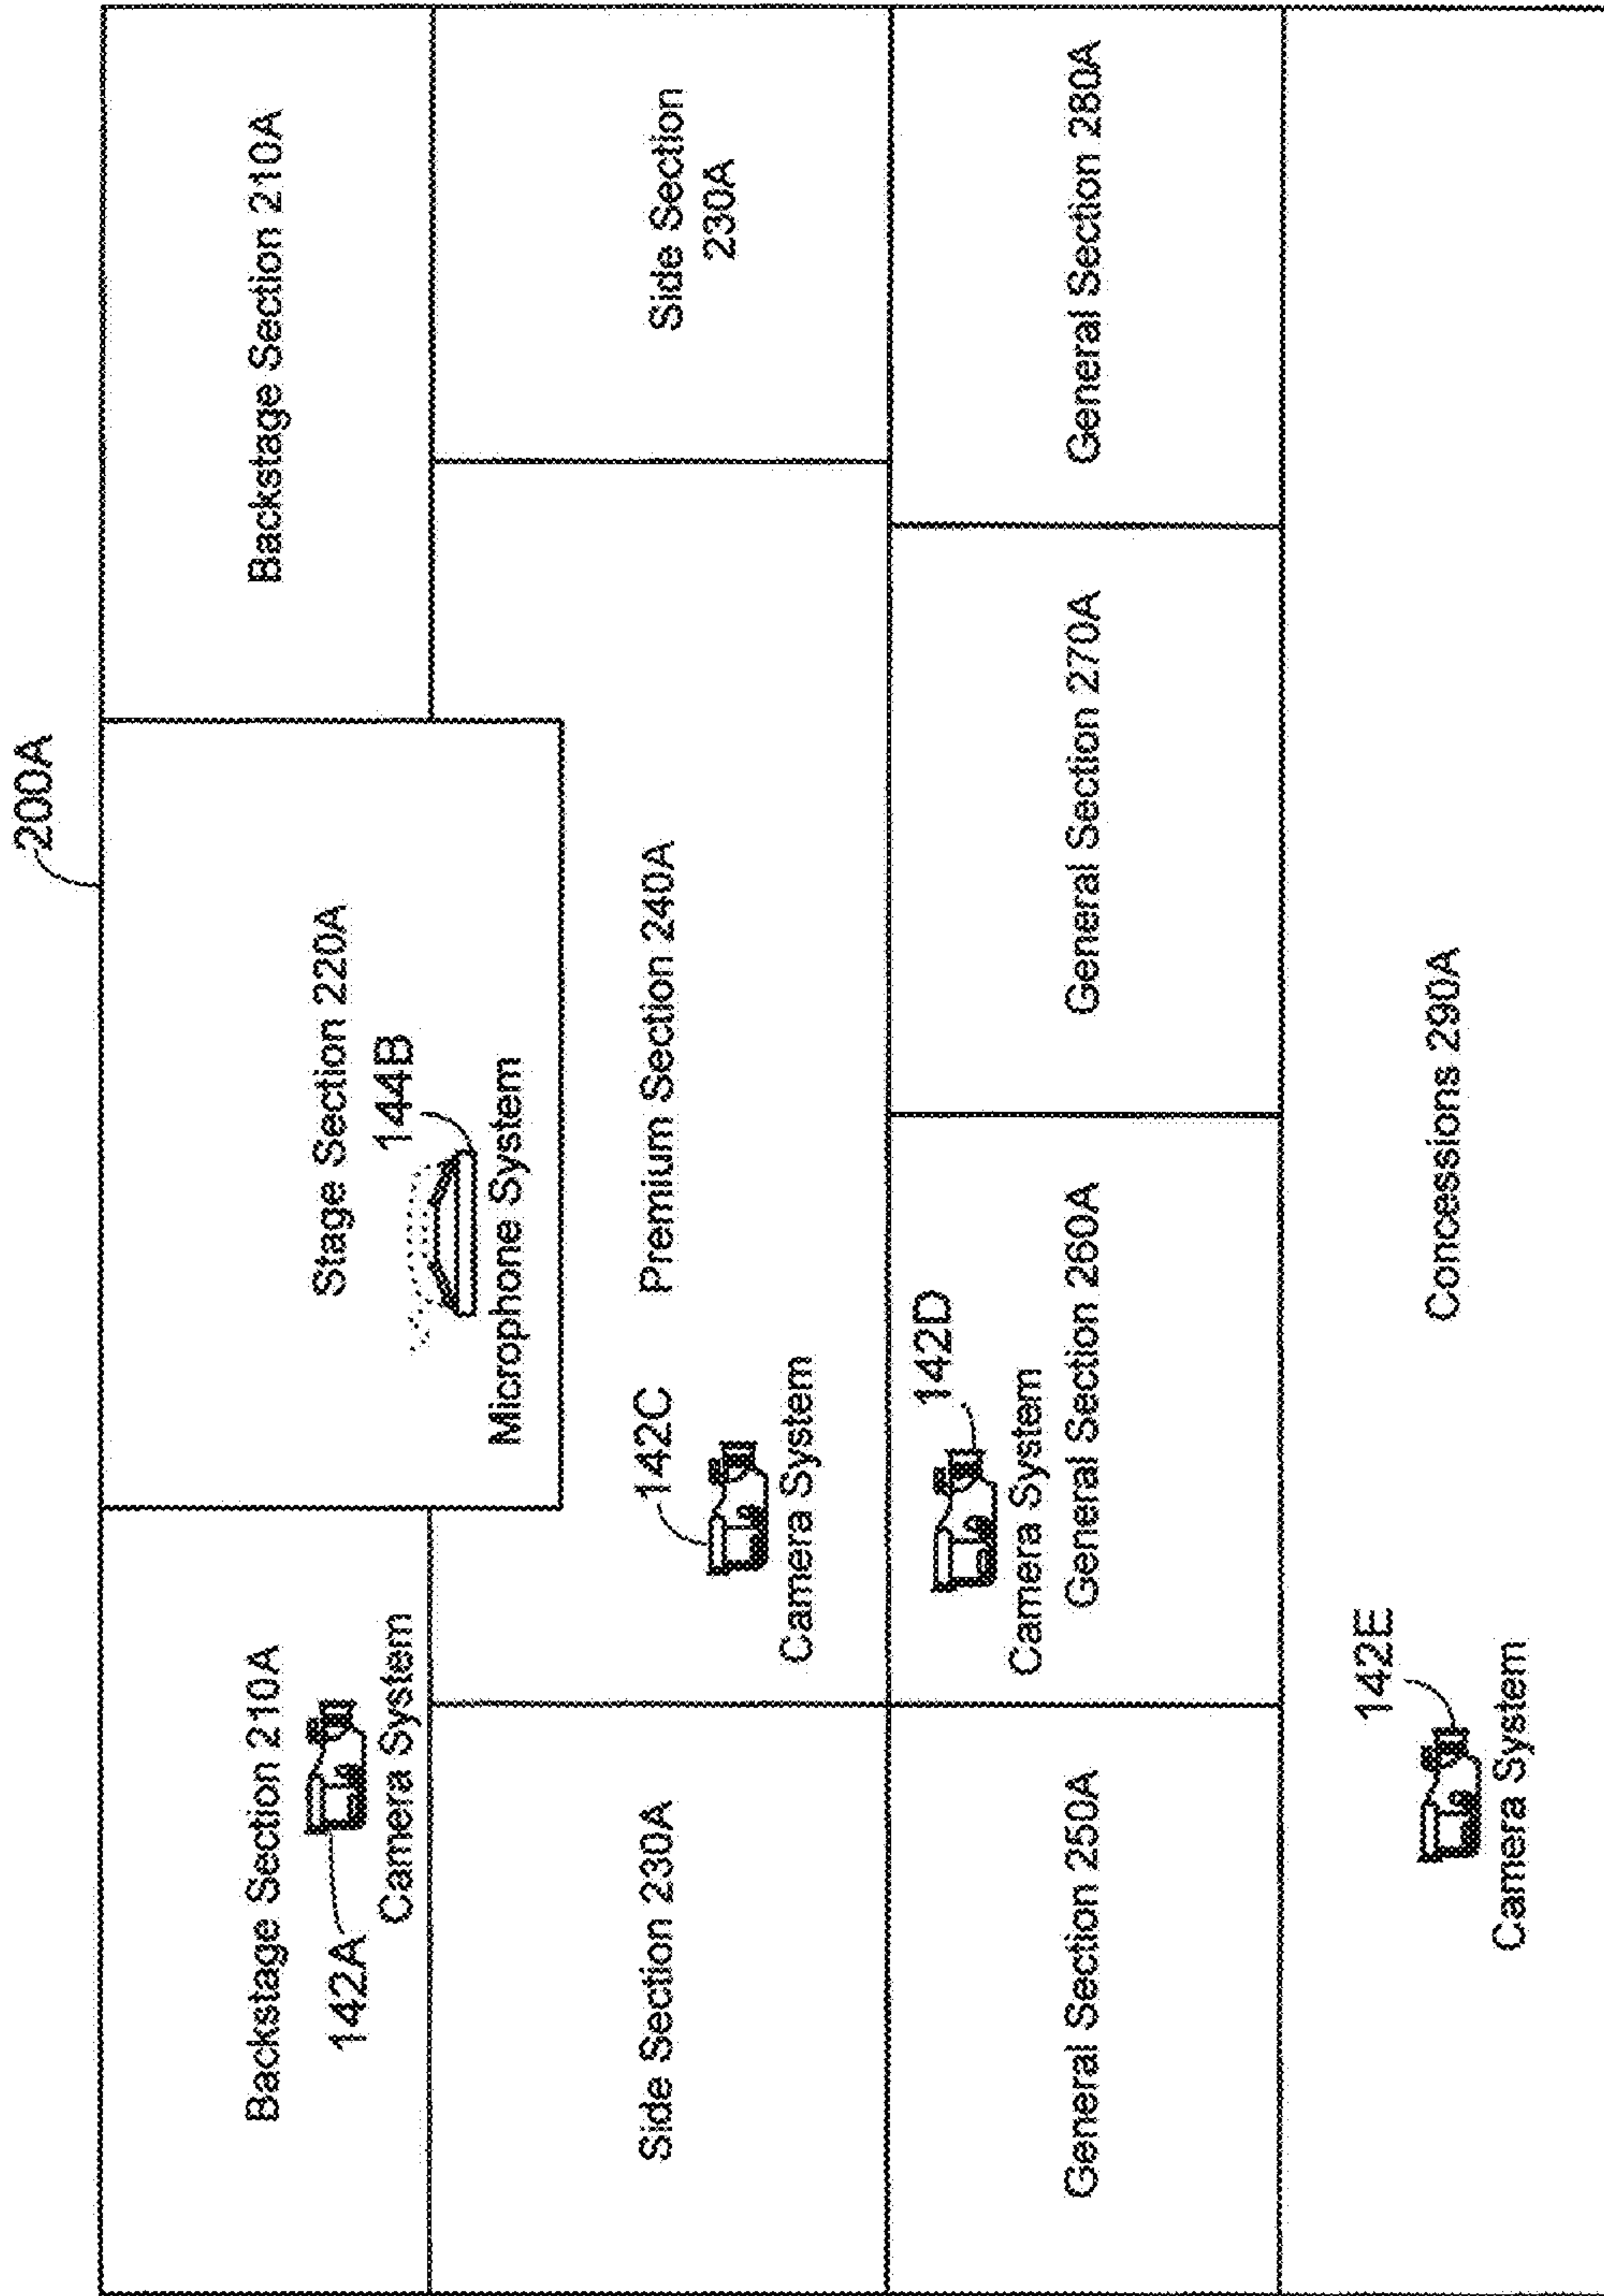 200A
Backstage Section 210A
142A
Camera System
Stage Section 220A
144B
Microphone System
Backstage Section 210A
Side Section 230A
142C
Camera System
Premium Section 240A
Side Section
230A
General Section 250A
142D
Camera System
General Section 260A
General Section 270A
General Section 280A
142E
Camera System
Concessions 290A